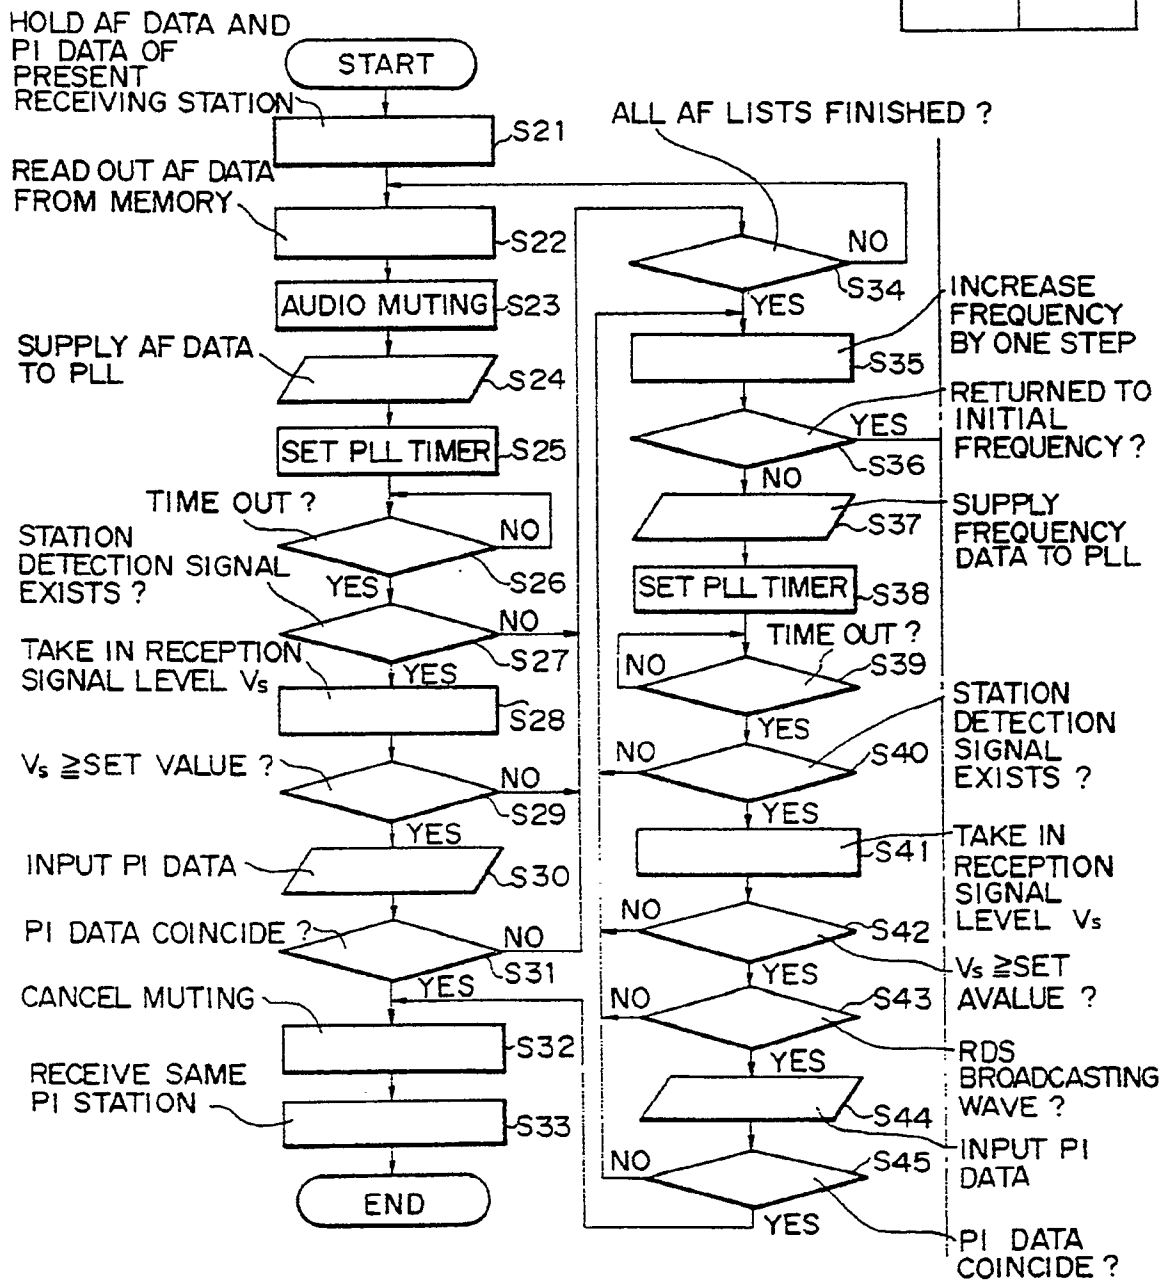 HOLD AF DATA AND
PI DATA OF
PRESENT
RECEIVING STATION
START
S21
READ OUT AF DATA
FROM MEMORY
S22
AUDIO MUTING
S23
SUPPLY AF DATA
TO PLL
S24
SET PLL TIMER
S25
TIME OUT ?
NO
S26
YES
STATION
DETECTION SIGNAL
EXISTS ?
NO
S27
YES
TAKE IN RECEPTION
SIGNAL LEVEL Vs
S28
Vs ≧SET VALUE ?
NO
S29
YES
INPUT PI DATA
S30
PI DATA COINCIDE ?
NO
S31
YES
CANCEL MUTING
S32
RECEIVE SAME
PI STATION
S33
END
ALL AF LISTS FINISHED ?
NO
S34
YES
INCREASE
FREQUENCY
BY ONE STEP
S35
RETURNED TO
INITIAL
FREQUENCY ?
YES
S36
NO
SUPPLY
FREQUENCY
DATA TO PLL
S37
SET PLL TIMER
S38
TIME OUT ?
NO
S39
YES
STATION
DETECTION
SIGNAL
EXISTS ?
NO
S40
YES
TAKE IN
RECEPTION
SIGNAL
LEVEL Vs
S41
NO
S42
YES
Vs ≧SET
AVALUE ?
NO
S43
YES
RDS
BROADCASTING
WAVE ?
S44
INPUT PI
DATA
NO
S45
YES
PI DATA
COINCIDE ?